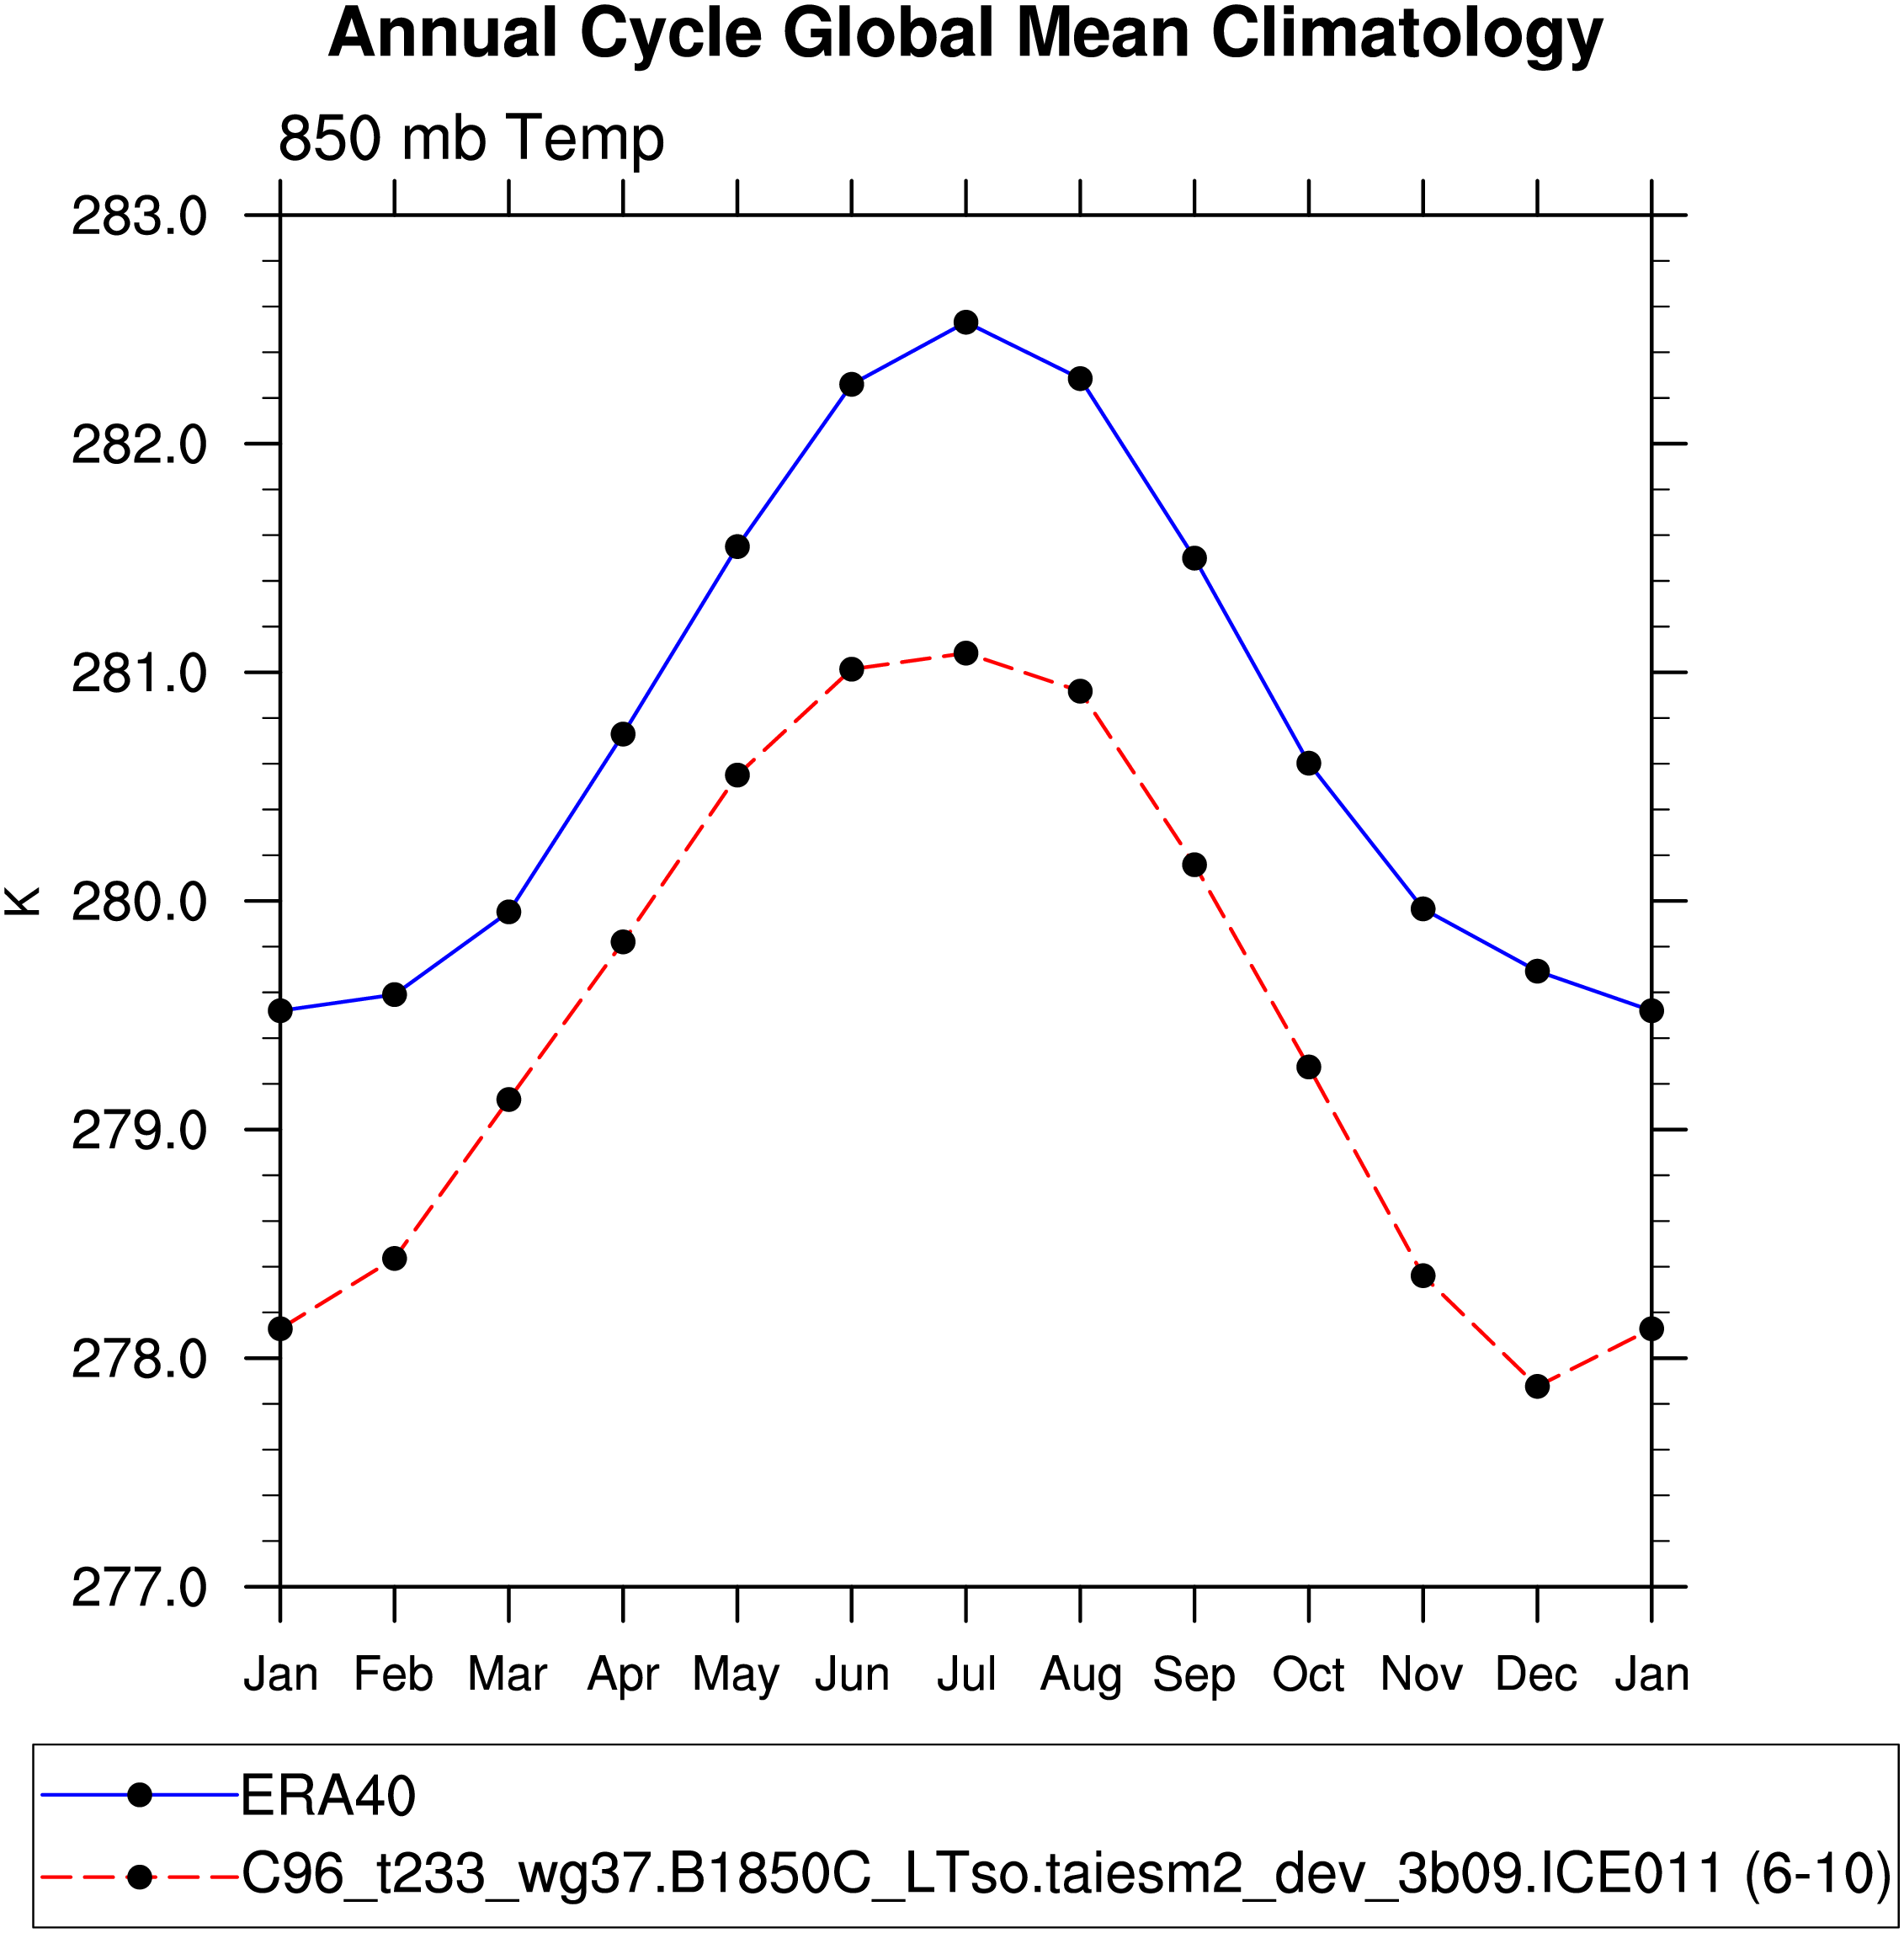 Annual Cycle Global Mean Climatology
850 mb Temp
283.0
282.0
281.0
280.0
279.0
278.0
277.0
K
Jan Feb Mar Apr May Jun Jul Aug Sep Oct Nov Dec Jan
ERA40
C96_t233_wg37.B1850C_LTso.taiesm2_dev_3b09.ICE011 (6-10)